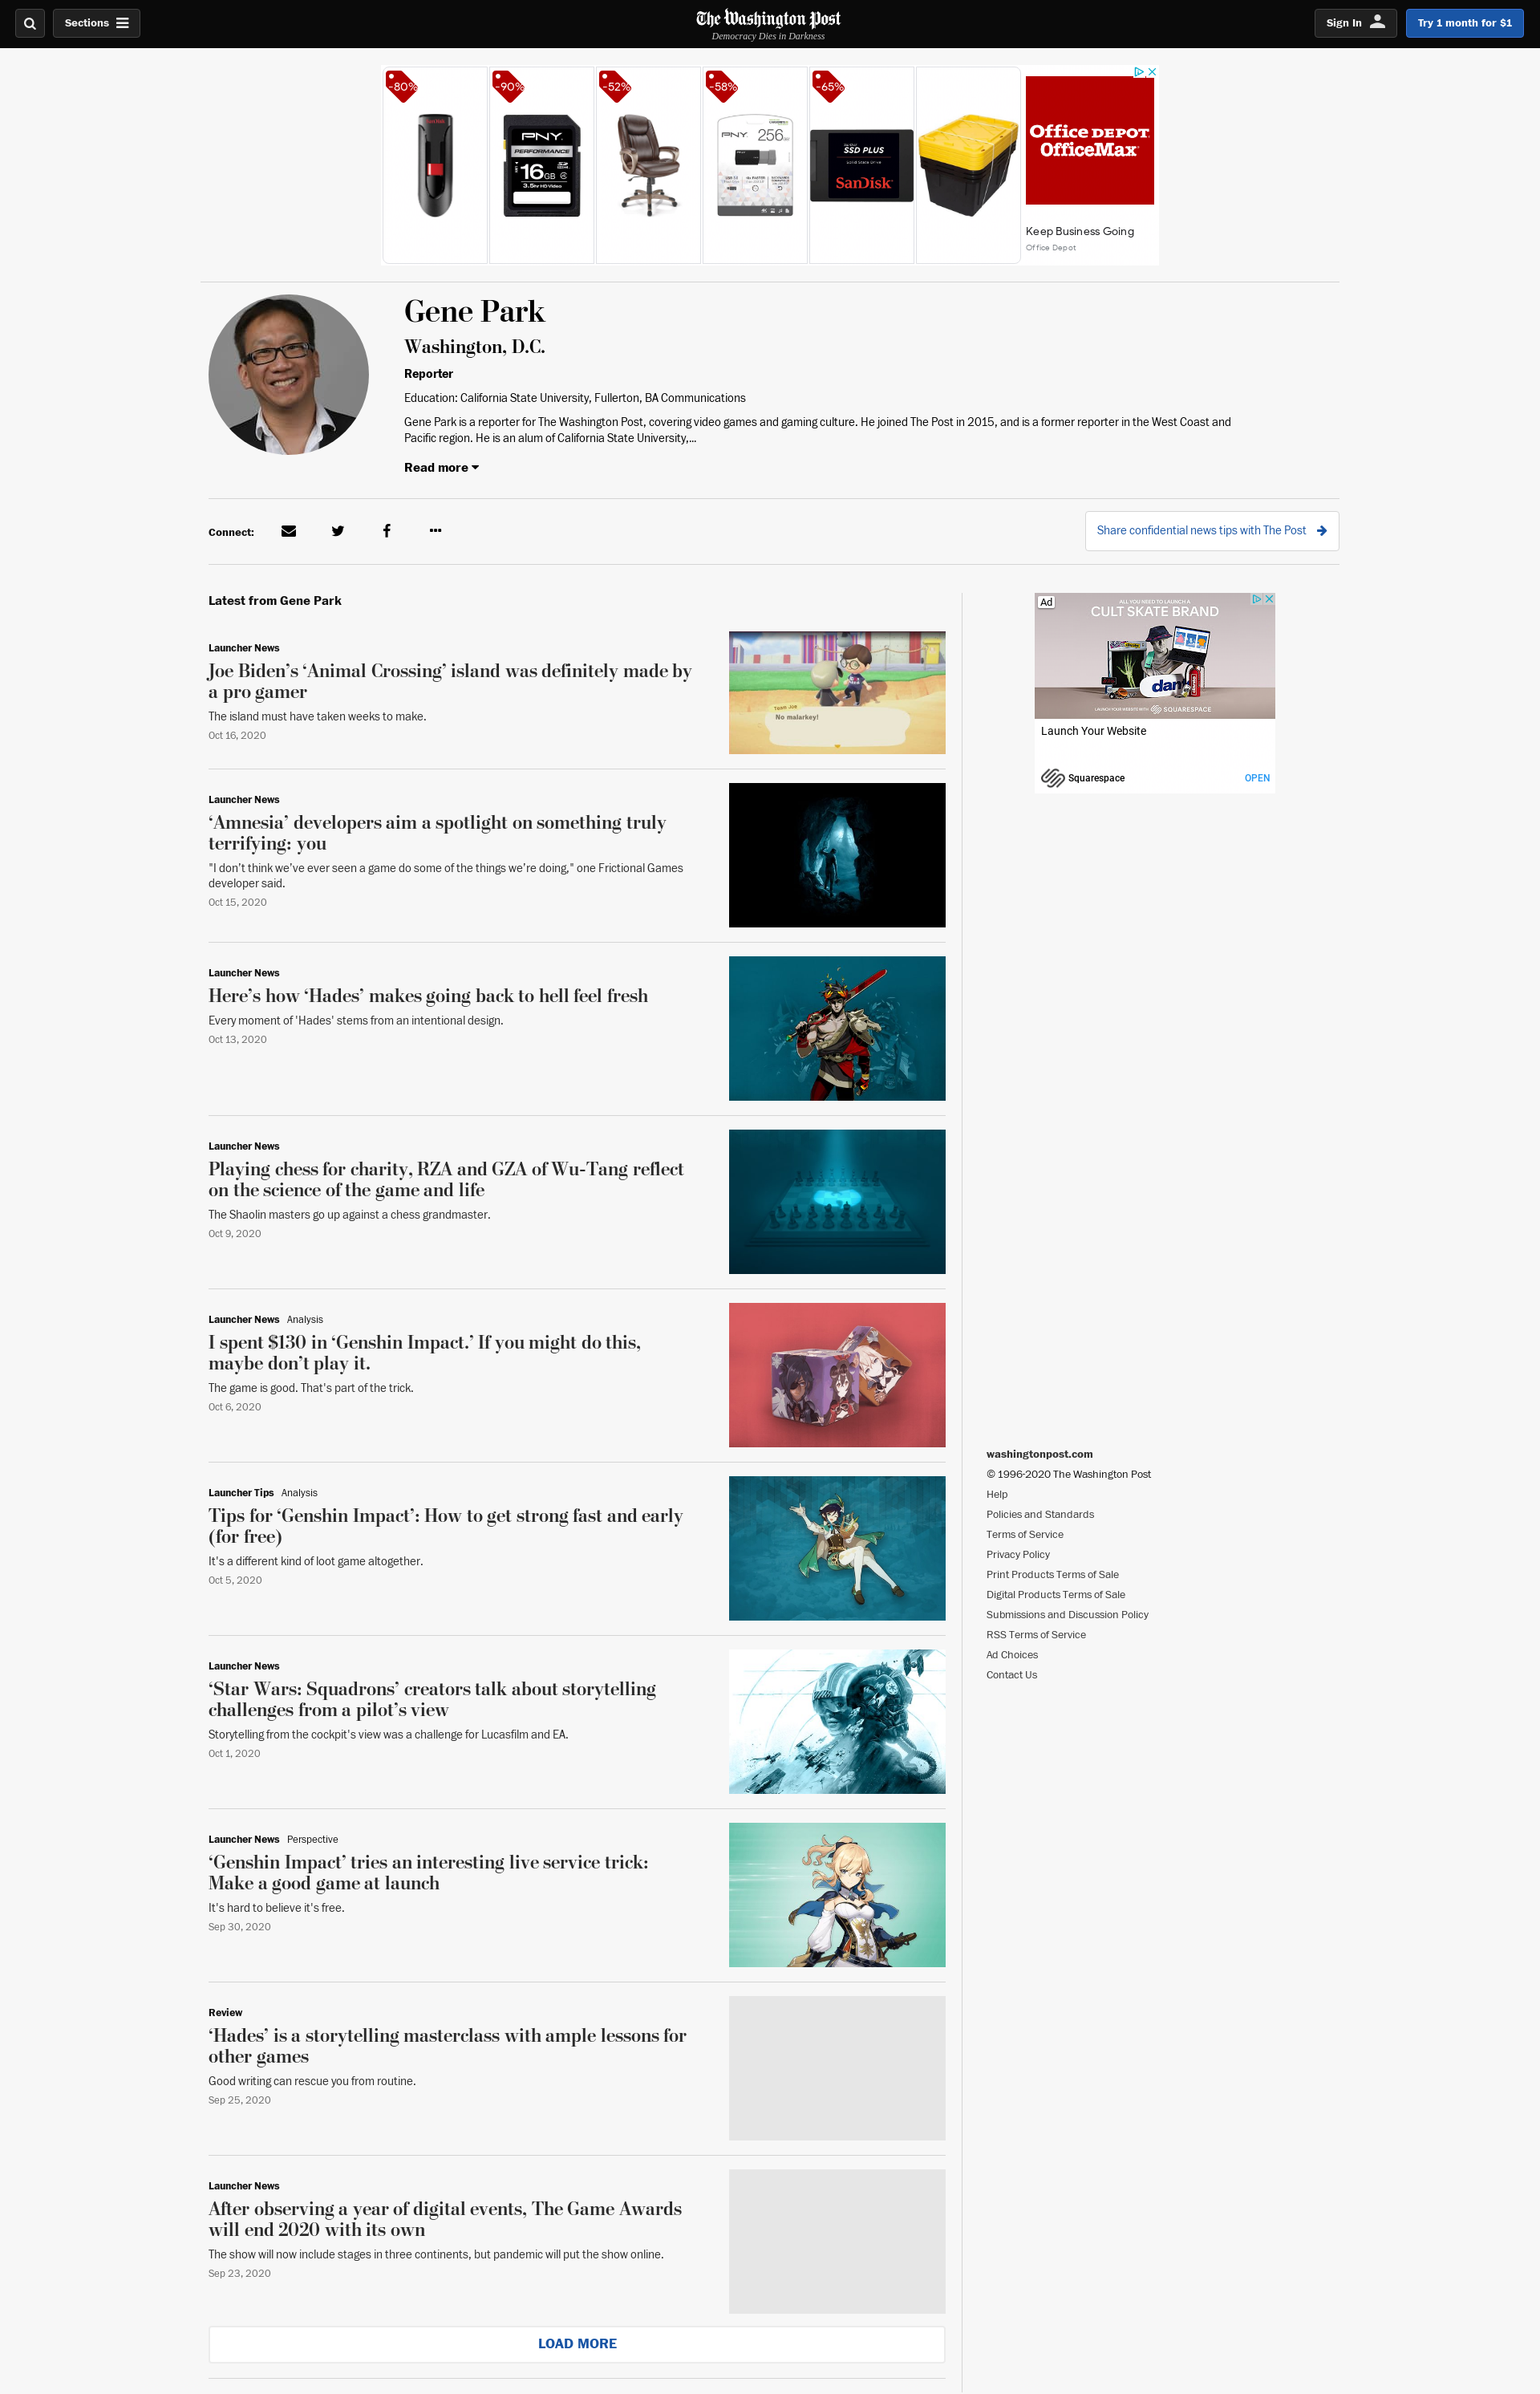 Sections
The Washington Post
Democracy Dies in Darkness
Sign In
Try 1 month for $1
-80%
-90%
-52%
-58%
-65%
PNY
PERFORMANCE
16GB
3.5hr HD Video
PNY
256GB
SanDisk
SSD PLUS
SanDisk
Office DEPOT
OfficeMax
Keep Business Going
Office Depot
Gene Park
Washington, D.C.
Reporter
Education: California State University, Fullerton, BA Communications
Gene Park is a reporter for The Washington Post, covering video games and gaming culture. He joined The Post in 2015, and is a former reporter in the West Coast and
Pacific region. He is an alum of California State University,...
Read more
Connect:
Share confidential news tips with The Post
Latest from Gene Park
Launcher News
Joe Biden’s ‘Animal Crossing’ island was definitely made by
a pro gamer
The island must have taken weeks to make.
Oct 16, 2020
Team Joe
No malarkey!
Ad
ALL YOU NEED TO LAUNCH A
CULT SKATE BRAND
dank
LAUNCH YOUR WEBSITE WITH SQUARESPACE
Launch Your Website
Squarespace
OPEN
Launcher News
‘Amnesia’ developers aim a spotlight on something truly
terrifying: you
"I don’t think we’ve ever seen a game do some of the things we’re doing," one Frictional Games
developer said.
Oct 15, 2020
Launcher News
Here’s how ‘Hades’ makes going back to hell feel fresh
Every moment of 'Hades' stems from an intentional design.
Oct 13, 2020
Launcher News
Playing chess for charity, RZA and GZA of Wu-Tang reflect
on the science of the game and life
The Shaolin masters go up against a chess grandmaster.
Oct 9, 2020
Launcher News Analysis
I spent $130 in ‘Genshin Impact.’ If you might do this,
maybe don’t play it.
The game is good. That's part of the trick.
Oct 6, 2020
Launcher Tips Analysis
Tips for ‘Genshin Impact’: How to get strong fast and early
(for free)
It's a different kind of loot game altogether.
Oct 5, 2020
Launcher News
‘Star Wars: Squadrons’ creators talk about storytelling
challenges from a pilot’s view
Storytelling from the cockpit's view was a challenge for Lucasfilm and EA.
Oct 1, 2020
Launcher News Perspective
‘Genshin Impact’ tries an interesting live service trick:
Make a good game at launch
It's hard to believe it's free.
Sep 30, 2020
Review
‘Hades’ is a storytelling masterclass with ample lessons for
other games
Good writing can rescue you from routine.
Sep 25, 2020
Launcher News
After observing a year of digital events, The Game Awards
will end 2020 with its own
The show will now include stages in three continents, but pandemic will put the show online.
Sep 23, 2020
LOAD MORE
washingtonpost.com
© 1996-2020 The Washington Post
Help
Policies and Standards
Terms of Service
Privacy Policy
Print Products Terms of Sale
Digital Products Terms of Sale
Submissions and Discussion Policy
RSS Terms of Service
Ad Choices
Contact Us